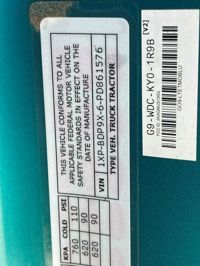 THIS VEHICLE CONFORMS TO ALL
APPLICABLE FEDERAL MOTOR VEHICLE
SAFETY STANDARDS IN EFFECT ON THE
DATE OF MANUFACTURE
VIN 1XP-BDP9X-6-PD861576
TYPE VEH. TRUCK TRACTOR
KPA COLD PSI
760 110
620 90
620 90
[V2]
G9-WDC-KY0-1R9B